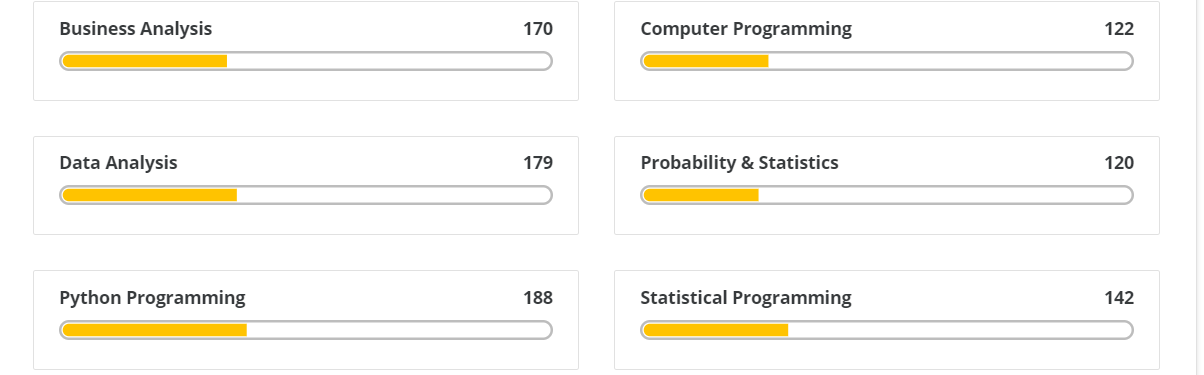 Business Analysis 170
Computer Programming 122
Data Analysis 179
Probability & Statistics 120
Python Programming 188
Statistical Programming 142